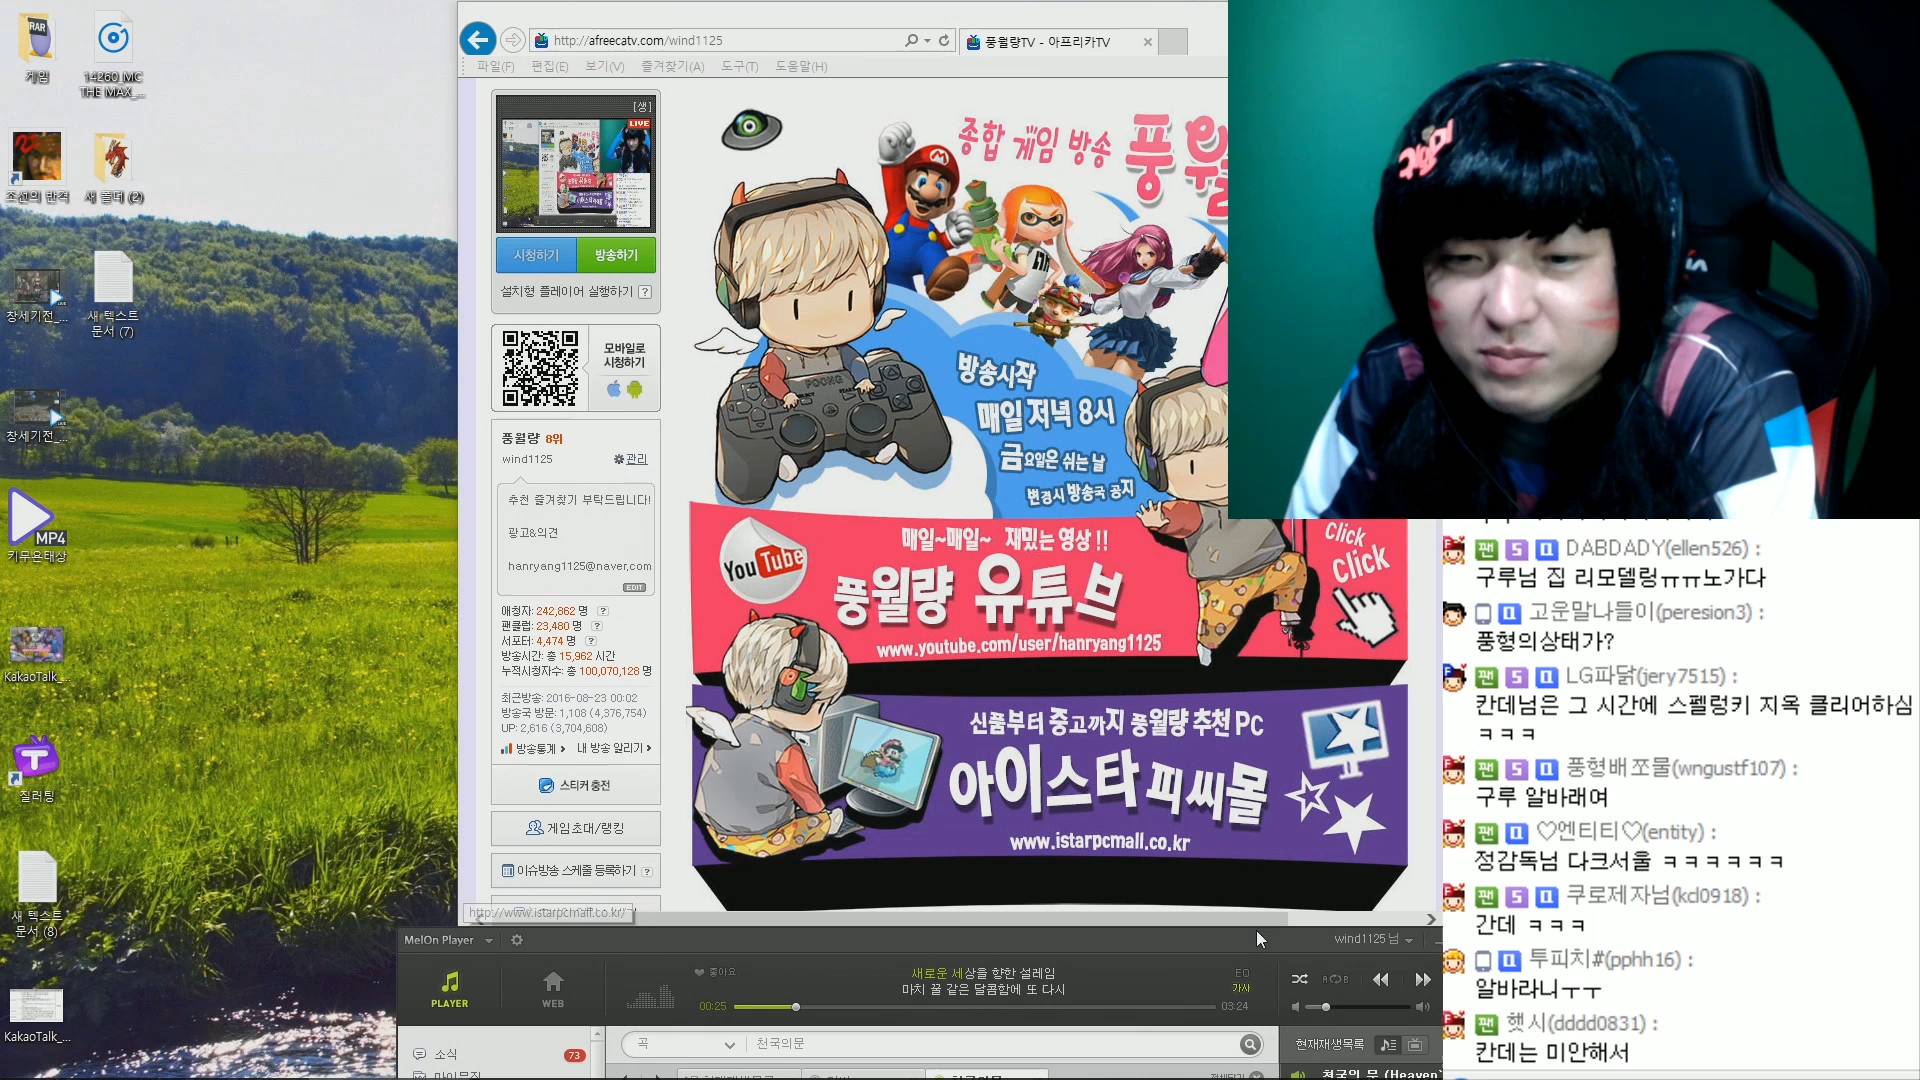 게임
14260_MC
THE MAX_...
조선의 반격
새 폴더 (2)
창세기전_...
새 텍스트
문서 (7)
창세기전_...
MP4
키무욘태상
KakaoTalk_...
질러팅
새 텍스트
문서 (8)
KakaoTalk_...
http://afreecatv.com/wind1125
풍월량TV - 아프리카TV
파일(F) 편집(E) 보기(V) 즐겨찾기(A) 도구(T) 도움말(H)
[생]
LIVE
시청하기 방송하기
설치형 플레이어 실행하기 ?
모바일로
시청하기
풍월량 8위
wind1125 관리
추천 즐겨찾기 부탁드립니다!
광고&의견
hanryang1125@naver.com
EDIT
애청자: 242,862 명 ?
팬클럽: 23,480 명 ?
서포터: 4,474 명 ?
방송시간: 총 15,962 시간
누적시청자수: 총 100,070,128 명
최근방송: 2016-08-23 00:02
방송국 방문: 1,108 (4,376,754)
UP: 2,616 (3,704,608)
방송통계 내 방송 알리기
스티커 충전
게임 초대/랭킹
이슈방송 스케줄 등록하기 ?
http://www.istarpcmall.co.kr/
종합 게임 방송 풍월
POONG
방송시작
매일 저녁 8시
금요일은 쉬는 날
변경시 방송국 공지
매일~매일~ 재밌는 영상!!
YouTube
풍월량 유튜브
www.youtube.com/user/hanryang1125
Click
Click
신품부터 중고까지 풍월량 추천 PC
아이스타 피씨몰
www.istarpcmall.co.kr
팬 S DABDADY(ellen526) :
구루님 집 리모델링ㅠㅠ노가다
고운말나들이(peresion3) :
풍형의상태가?
팬 S LG파닭(jery7515) :
칸데님은 그 시간에 스펠렁키 지옥 클리어하심
ㅋㅋㅋ
팬 S 풍형배쪼물(wngustf107) :
구루 알바래여
팬 ♡엔티티♡(entity) :
정감독님 다크서울 ㅋㅋㅋㅋㅋㅋ
팬 S 쿠로제자님(kcl0918) :
간데 ㅋㅋㅋ
투피치#(pphh16) :
알바라니ㅜㅜ
팬 햇시(dddd0831) :
칸데는 미안해서
MelOn Player
wind1125 님
PLAYER
WEB
좋아요
새로운 세상을 향한 설레임
마치 꿀 같은 달콤함에 또 다시
EQ
가사
00:25
03:24
소식 73
곡 천국의문
현재재생목록
천국의 문 (Heaven